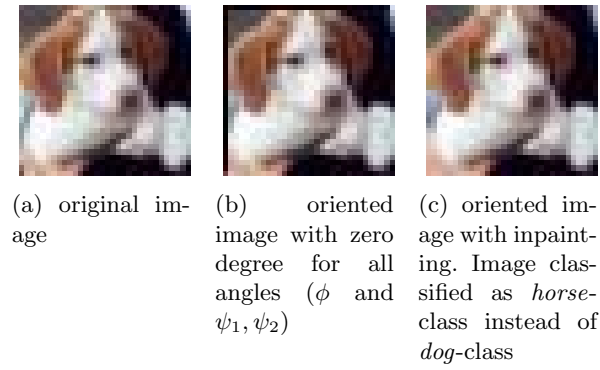 (a) original im-
age
(b) oriented
image with zero
degree for all
angles (ϕ and
ψ₁, ψ₂)
(c) oriented im-
age with inpaint-
ing. Image clas-
sified as horse-
class instead of
dog-class